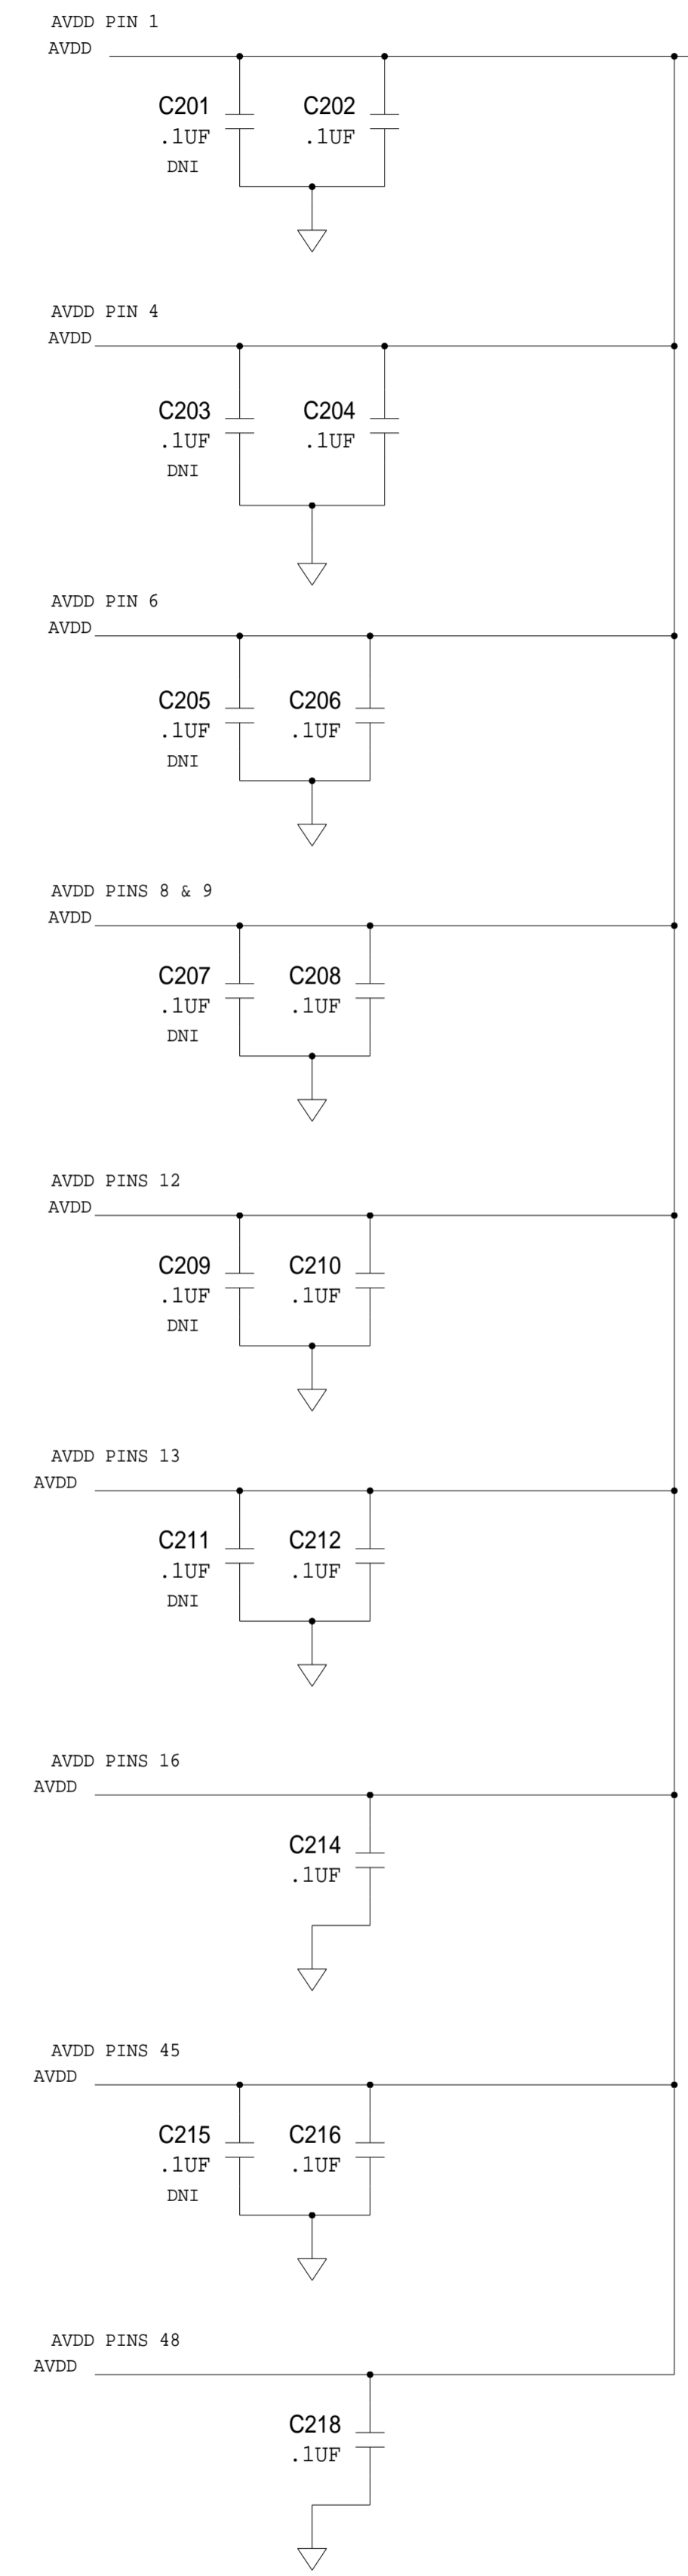 AVDD PIN 1
AVDD
C201 C202
.1UF .1UF
DNI
AVDD PIN 4
AVDD
C203 C204
.1UF .1UF
DNI
AVDD PIN 6
AVDD
C205 C206
.1UF .1UF
DNI
AVDD PINS 8 & 9
AVDD
C207 C208
.1UF .1UF
DNI
AVDD PINS 12
AVDD
C209 C210
.1UF .1UF
DNI
AVDD PINS 13
AVDD
C211 C212
.1UF .1UF
DNI
AVDD PINS 16
AVDD
C214
.1UF
AVDD PINS 45
AVDD
C215 C216
.1UF .1UF
DNI
AVDD PINS 48
AVDD
C218
.1UF